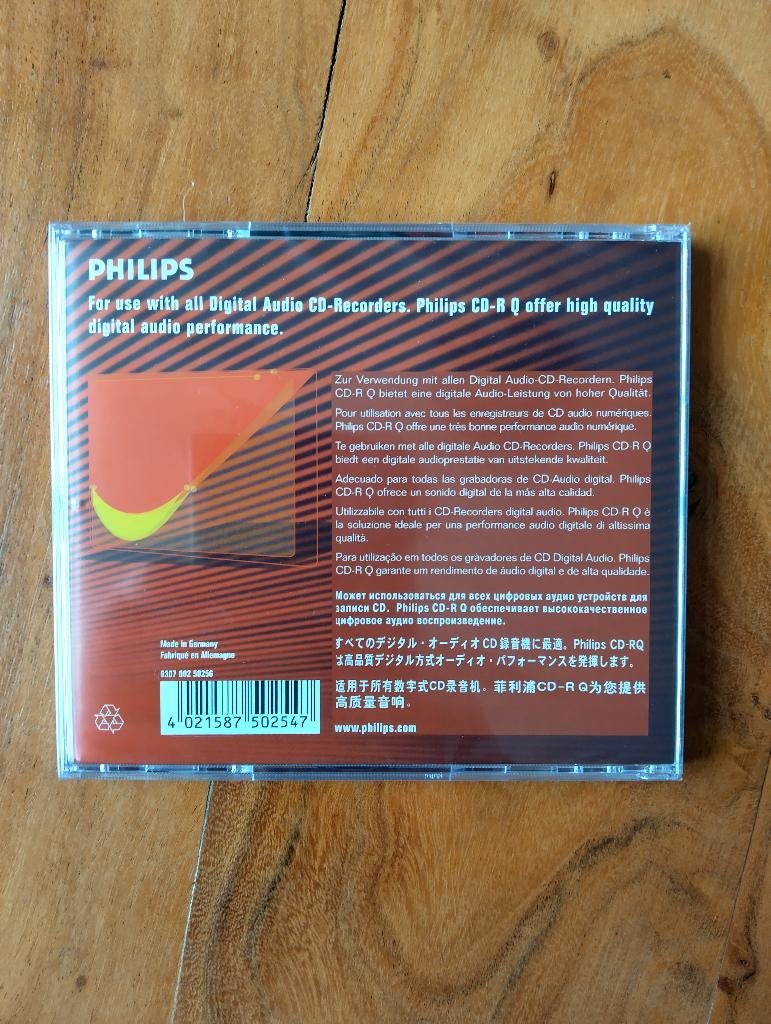 PHILIPS
For use with all Digital Audio CD-Recorders. Philips CD-R Q offer high quality
digital audio performance.
Zur Verwendung mit allen Digital Audio-CD-Recordern. Philips
CD-R Q bietet eine digitale Audio-Leistung von hoher Qualität.
Pour utilisation avec tous les enregistreurs de CD audio numériques.
Philips CD-R Q offre une très bonne performance audio numérique.
Te gebruiken met alle digitale Audio CD-Recorders. Philips CD-R Q
biedt een digitale audioprestatie van uitstekende kwaliteit.
Adecuado para todas las grabadoras de CD-Audio digital. Philips
CD-R Q ofrece un sonido digital de la más alta calidad.
Utilizzabile con tutti i CD-Recorders digital audio. Philips CD-R Q è
la soluzione ideale per una performance audio digitale di altissima
qualità.
Para utilização em todos os gravadores de CD Digital Audio. Philips
CD-R Q garante um rendimento de áudio digital e de alta qualidade.
Может использоваться для всех цифровых аудио устройств для
записи CD. Philips CD-R Q обеспечивает высококачественное
цифровое аудио воспроизведение.
すべてのデジタル・オーディオCD録音機に最適。Philips CD-RQ
は高品質デジタル方式オーディオ・パフォーマンスを発揮します。
适用于所有数字式CD录音机。菲利浦CD-R Q为您提供
高质量音响。
www.philips.com
Made in Germany
Fabriqué en Allemagne
9307 002 50256
4 021587 502547